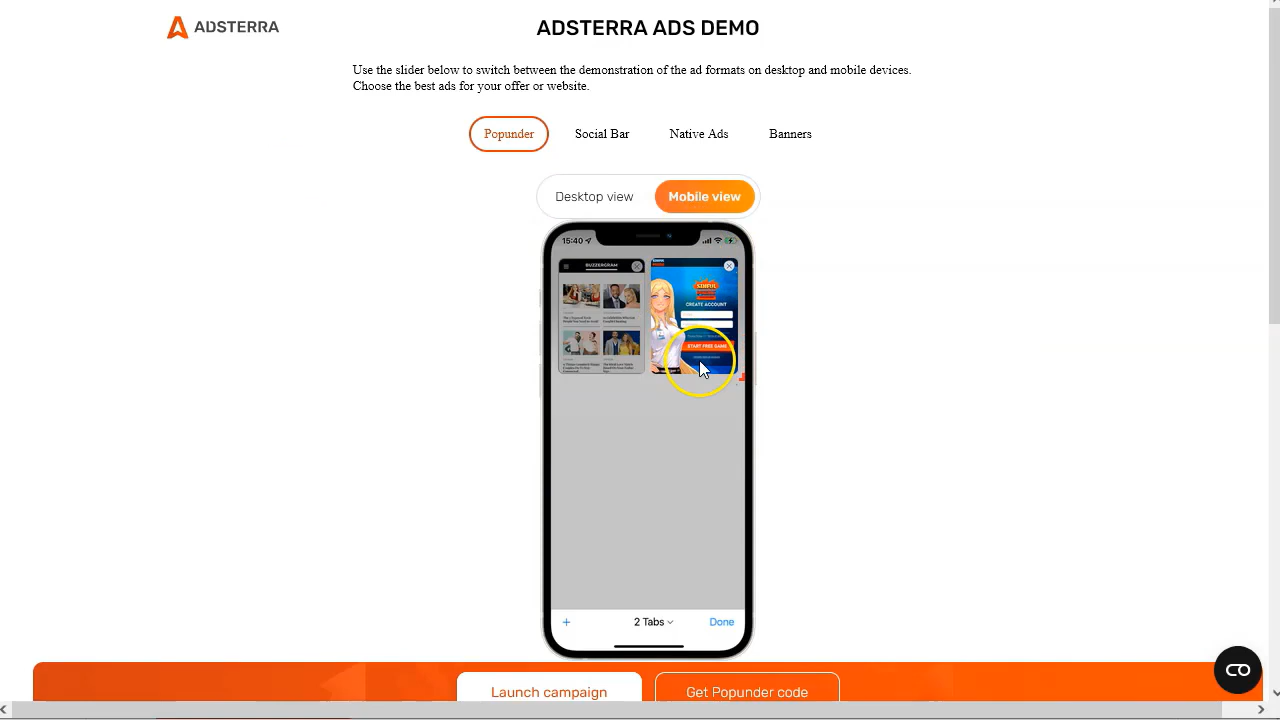 ADSTERRA
ADSTERRA ADS DEMO
Use the slider below to switch between the demonstration of the ad formats on desktop and mobile devices.
Choose the best ads for your offer or website.
Popunder
Social Bar
Native Ads
Banners
Desktop view
Mobile view
15:40
BUZZERGRAM
SINFUL
CREATE ACCOUNT
START FREE GAME
+
2 Tabs
Done
Launch campaign
Get Popunder code